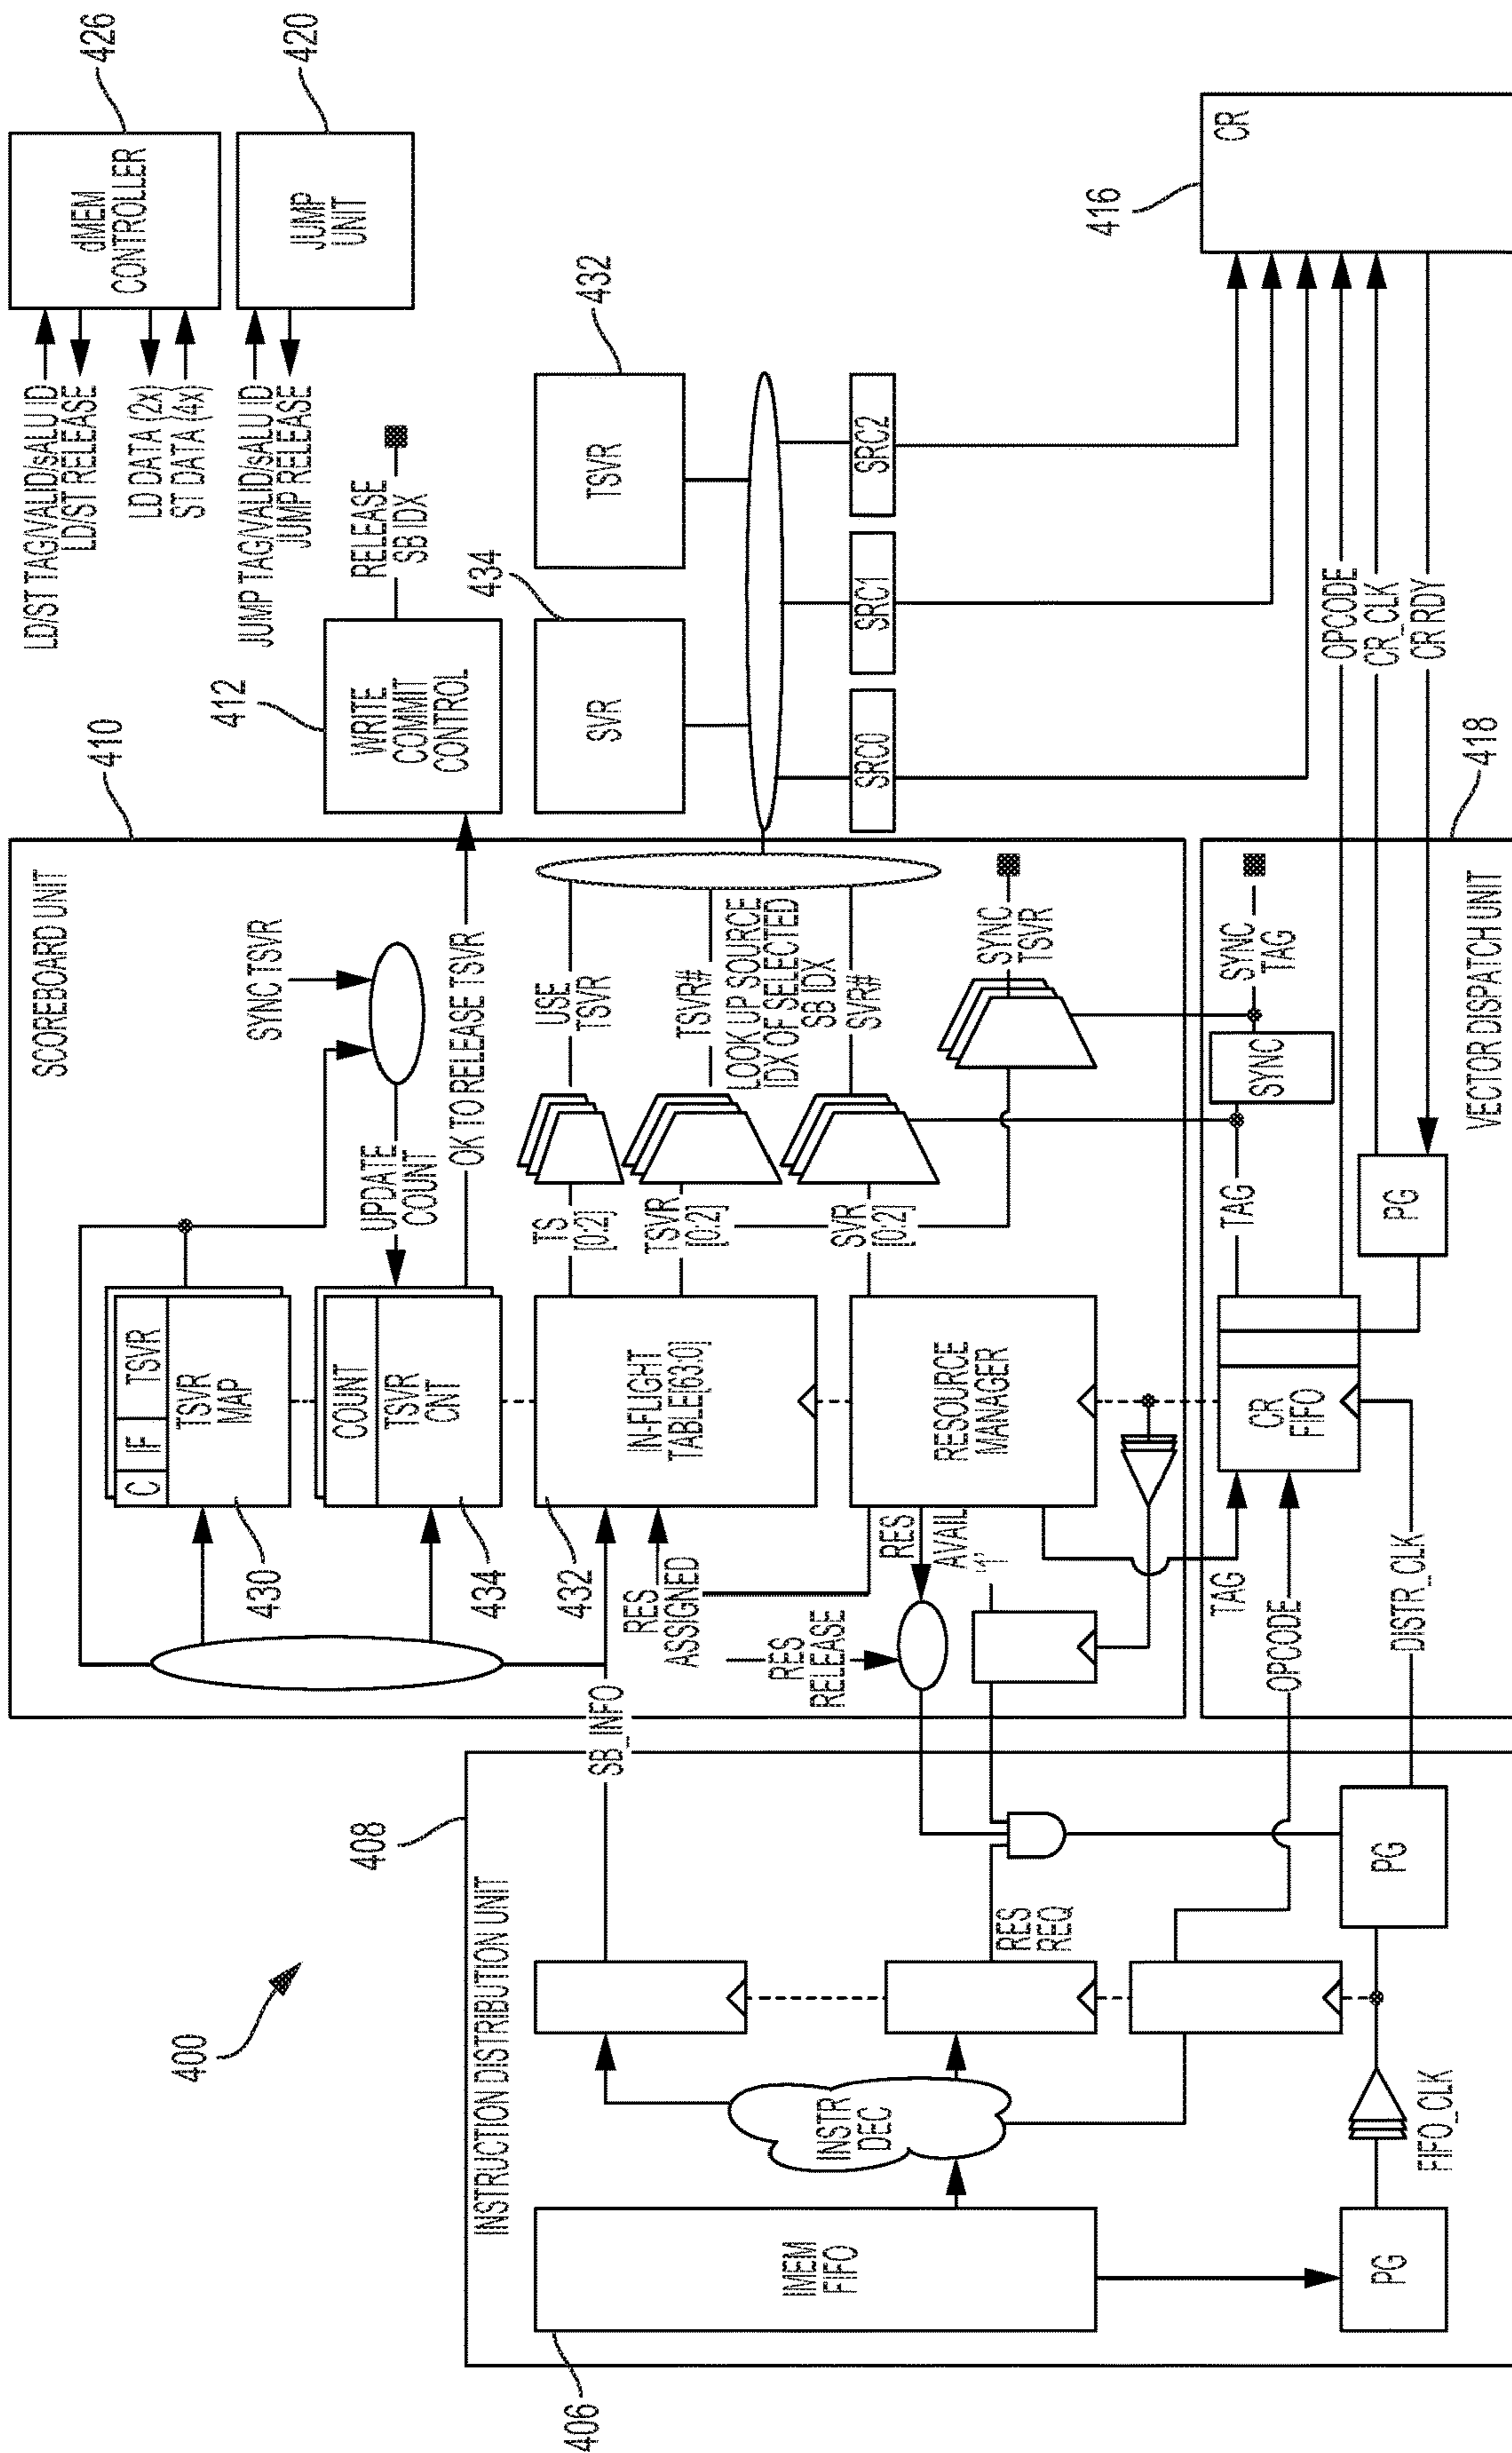 400
408
INSTRUCTION DISTRIBUTION UNIT
406
IMEM
FIFO
INSTR
DEC
RES
REQ
PG
FIFO_CLK
PG
SB_INFO
OPCODE
DISTR_CLK
410
SCOREBOARD UNIT
C
IF
TSVR
TSVR
MAP
430
COUNT
TSVR
CNT
434
SYNC TSVR
UPDATE
COUNT
OK TO RELEASE TSVR
IN-FLIGHT
TABLE[63:0]
432
RES
ASSIGNED
RES
RELEASE
RES
AVAIL
'1'
RESOURCE
MANAGER
TS
[0:2]
TSVR
[0:2]
SVR
[0:2]
USE
TSVR
TSVR#
LOOK UP SOURCE
IDX OF SELECTED
SB IDX
SVR#
SYNC
TSVR
TAG
CR
FIFO
TAG
SYNC
SYNC
TAG
PG
VECTOR DISPATCH UNIT
418
412
WRITE
COMMIT
CONTROL
RELEASE
SB IDX
434
SVR
432
TSVR
SRC0
SRC1
SRC2
OPCODE
CR_CLK
CR RDY
416
CR
LD/ST TAG/VALID/sALU ID
LD/ST RELEASE
LD DATA (2x)
ST DATA (4x)
dMEM
CONTROLLER
426
JUMP TAG/VALID/sALU ID
JUMP RELEASE
JUMP
UNIT
420